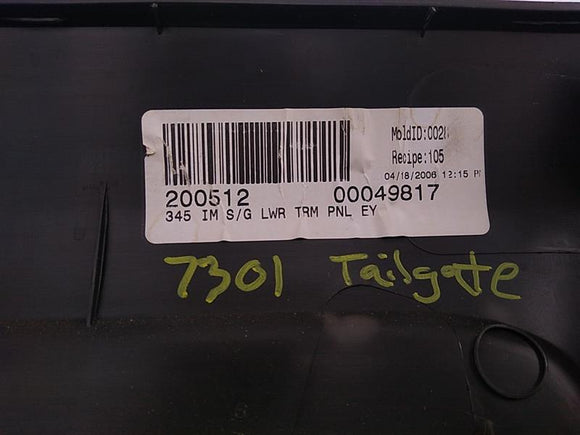 MoldID:002
Recipe:105
04/18/2006 12:15 P
200512 00049817
345 IM S/G LWR TRM PNL EY
7301 Tailgate